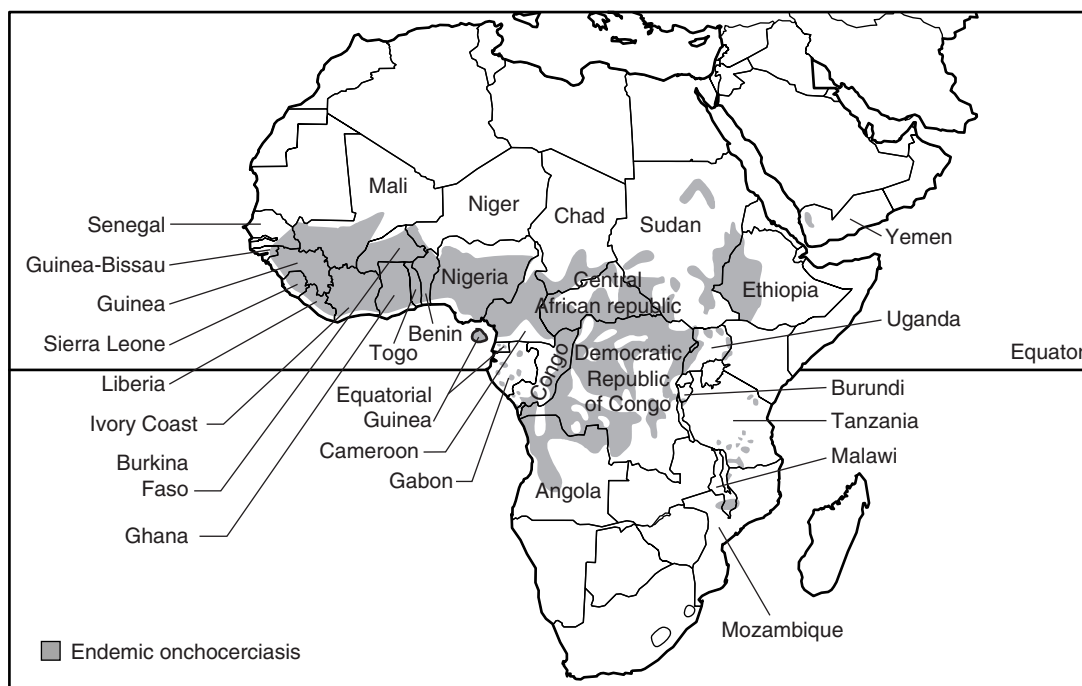 Mali
Niger
Chad
Sudan
Senegal
Yemen
Guinea-Bissau
Nigeria
Central
African republic
Ethiopia
Guinea
Uganda
Sierra Leone
Benin
Togo
Democratic
Republic
of Congo
Congo
Equator
Liberia
Equatorial
Guinea
Burundi
Ivory Coast
Tanzania
Cameroon
Malawi
Burkina
Faso
Gabon
Angola
Ghana
Mozambique
Endemic onchocerciasis